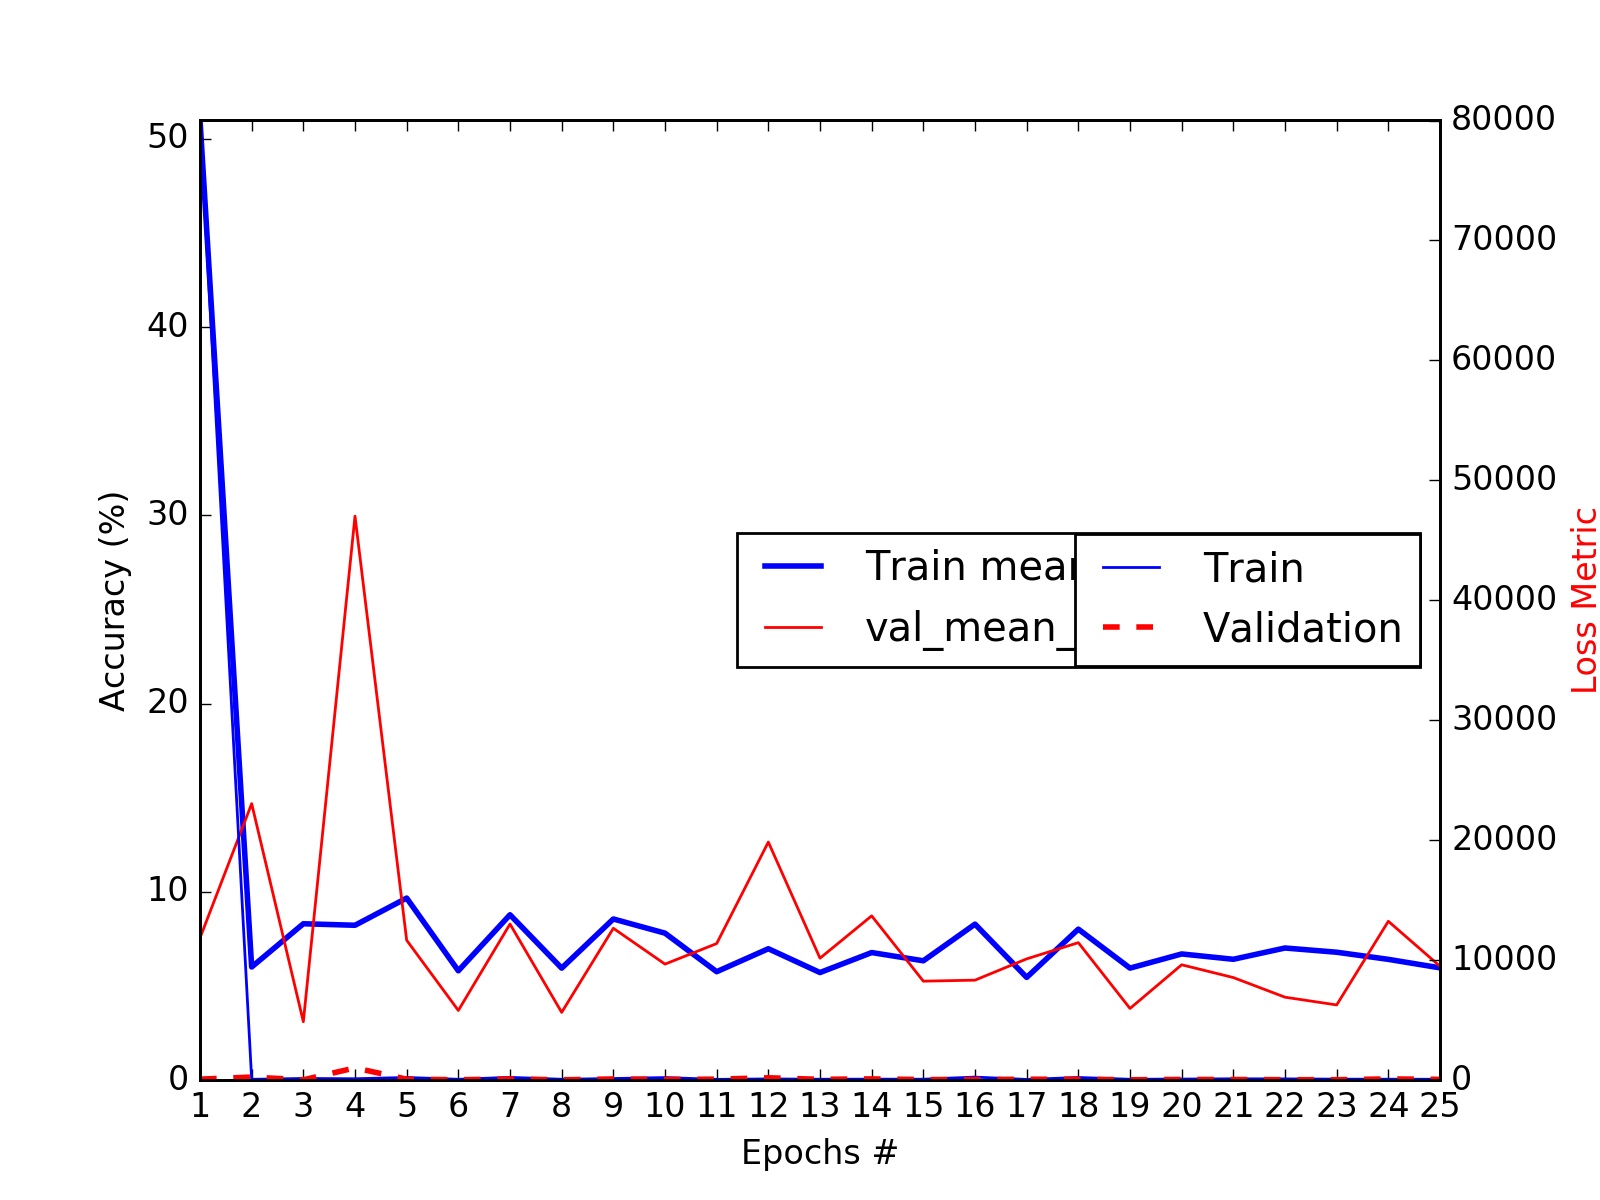 50
40
30
20
10
0
Accuracy (%)
80000
70000
60000
50000
40000
30000
20000
10000
0
Loss Metric
Train mean
val_mean_
Train
Validation
1 2 3 4 5 6 7 8 9 10 11 12 13 14 15 16 17 18 19 20 21 22 23 24 25
Epochs #